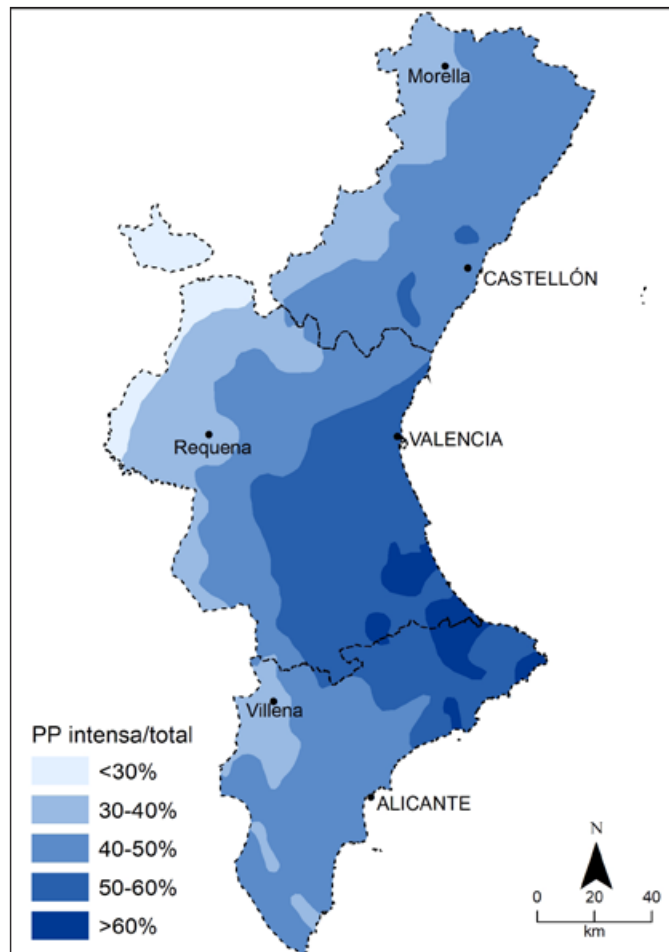 Morella
CASTELLÓN
Requena
VALENCIA
Villena
ALICANTE
PP intensa/total
<30%
30-40%
40-50%
50-60%
>60%
N
0 20 40
km